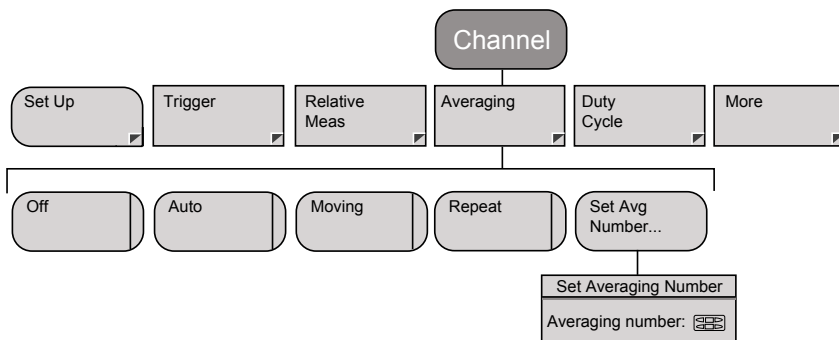 Channel
Set Up
Trigger
Relative
Meas
Averaging
Duty
Cycle
More
Off
Auto
Moving
Repeat
Set Avg
Number...
Set Averaging Number
Averaging number: